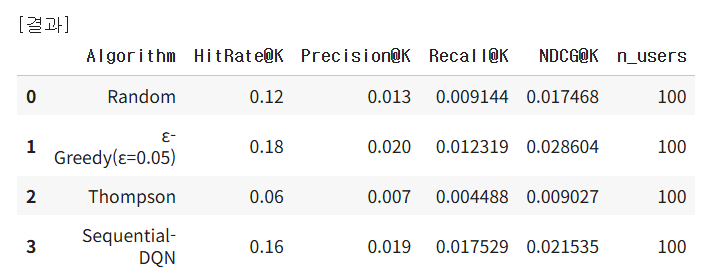 [결과]
Algorithm HitRate@K Precision@K Recall@K NDCG@K n_users
0 Random 0.12 0.013 0.009144 0.017468 100
1 ε-
Greedy(ε=0.05) 0.18 0.020 0.012319 0.028604 100
2 Thompson 0.06 0.007 0.004488 0.009027 100
3 Sequential-
DQN 0.16 0.019 0.017529 0.021535 100